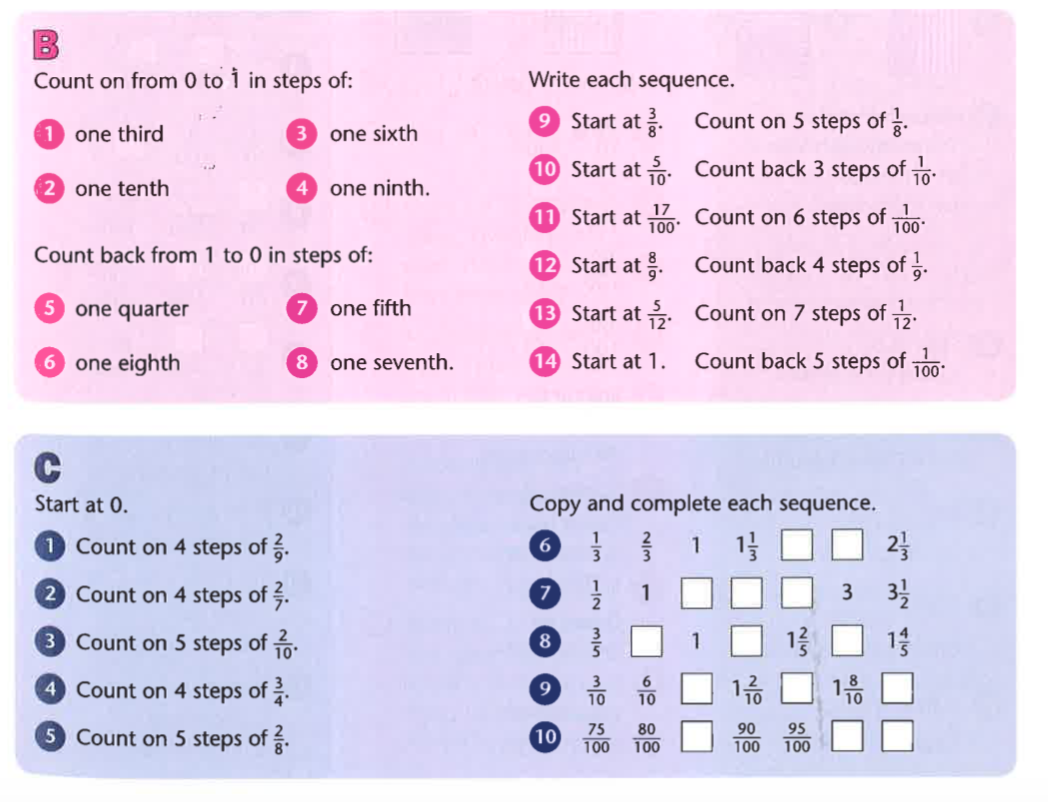 B
Count on from 0 to 1 in steps of:
1 one third
2 one tenth
3 one sixth
4 one ninth.
Count back from 1 to 0 in steps of:
5 one quarter
6 one eighth
7 one fifth
8 one seventh.
Write each sequence.
9 Start at 3/8. Count on 5 steps of 1/8.
10 Start at 5/10. Count back 3 steps of 1/10.
11 Start at 17/100. Count on 6 steps of 1/100.
12 Start at 8/9. Count back 4 steps of 1/9.
13 Start at 5/12. Count on 7 steps of 1/12.
14 Start at 1. Count back 5 steps of 1/100.
C
Start at 0.
1 Count on 4 steps of 2/9.
2 Count on 4 steps of 2/7.
3 Count on 5 steps of 2/10.
4 Count on 4 steps of 3/4.
5 Count on 5 steps of 2/8.
Copy and complete each sequence.
6 1/3 2/3 1 1 1/3 □ □ 2 1/3
7 1/2 1 □ □ □ 3 3 1/2
8 3/5 □ 1 □ 1 2/5 □ 1 4/5
9 3/10 6/10 □ 1 2/10 □ 1 8/10 □
10 75/100 80/100 □ 90/100 95/100 □ □